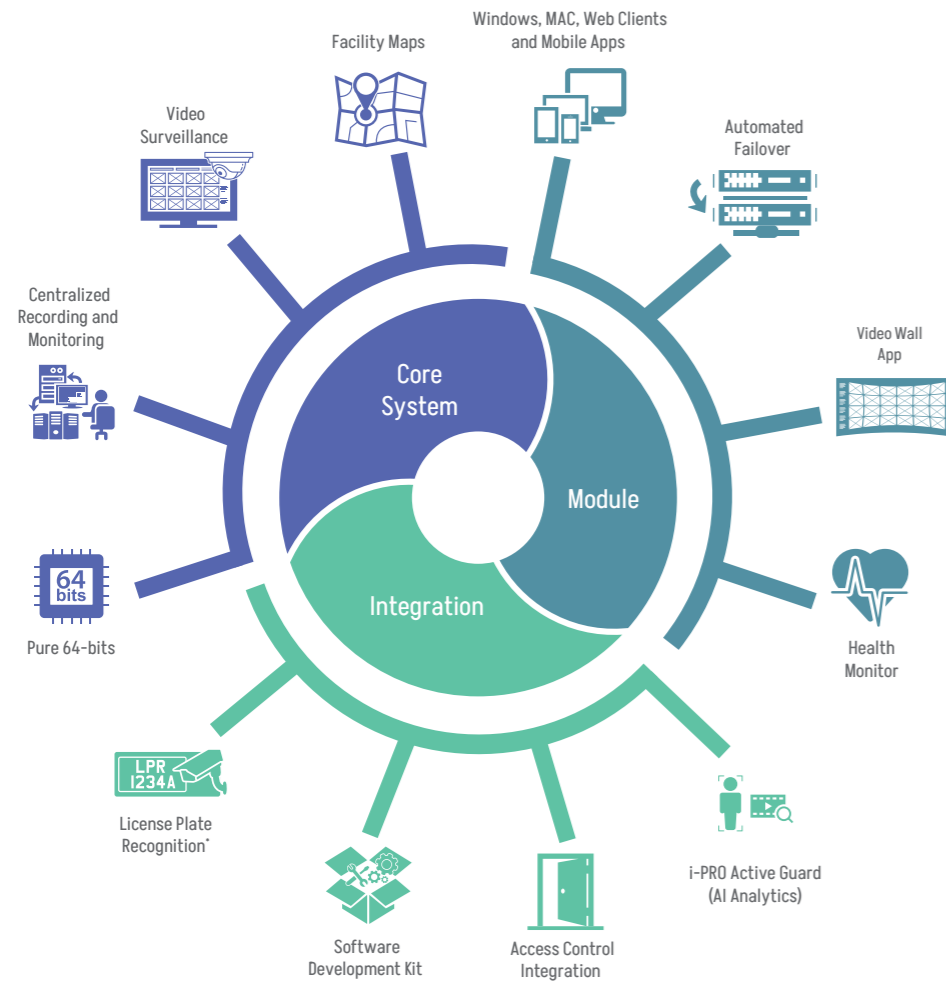 Windows, MAC, Web Clients
and Mobile Apps
Facility Maps
Video
Surveillance
Automated
Failover
Centralized
Recording and
Monitoring
Video Wall
App
Core
System
Module
Integration
64
bits
Pure 64-bits
Health
Monitor
LPR
1234A
License Plate
Recognition*
i-PRO Active Guard
(AI Analytics)
Software
Development Kit
Access Control
Integration